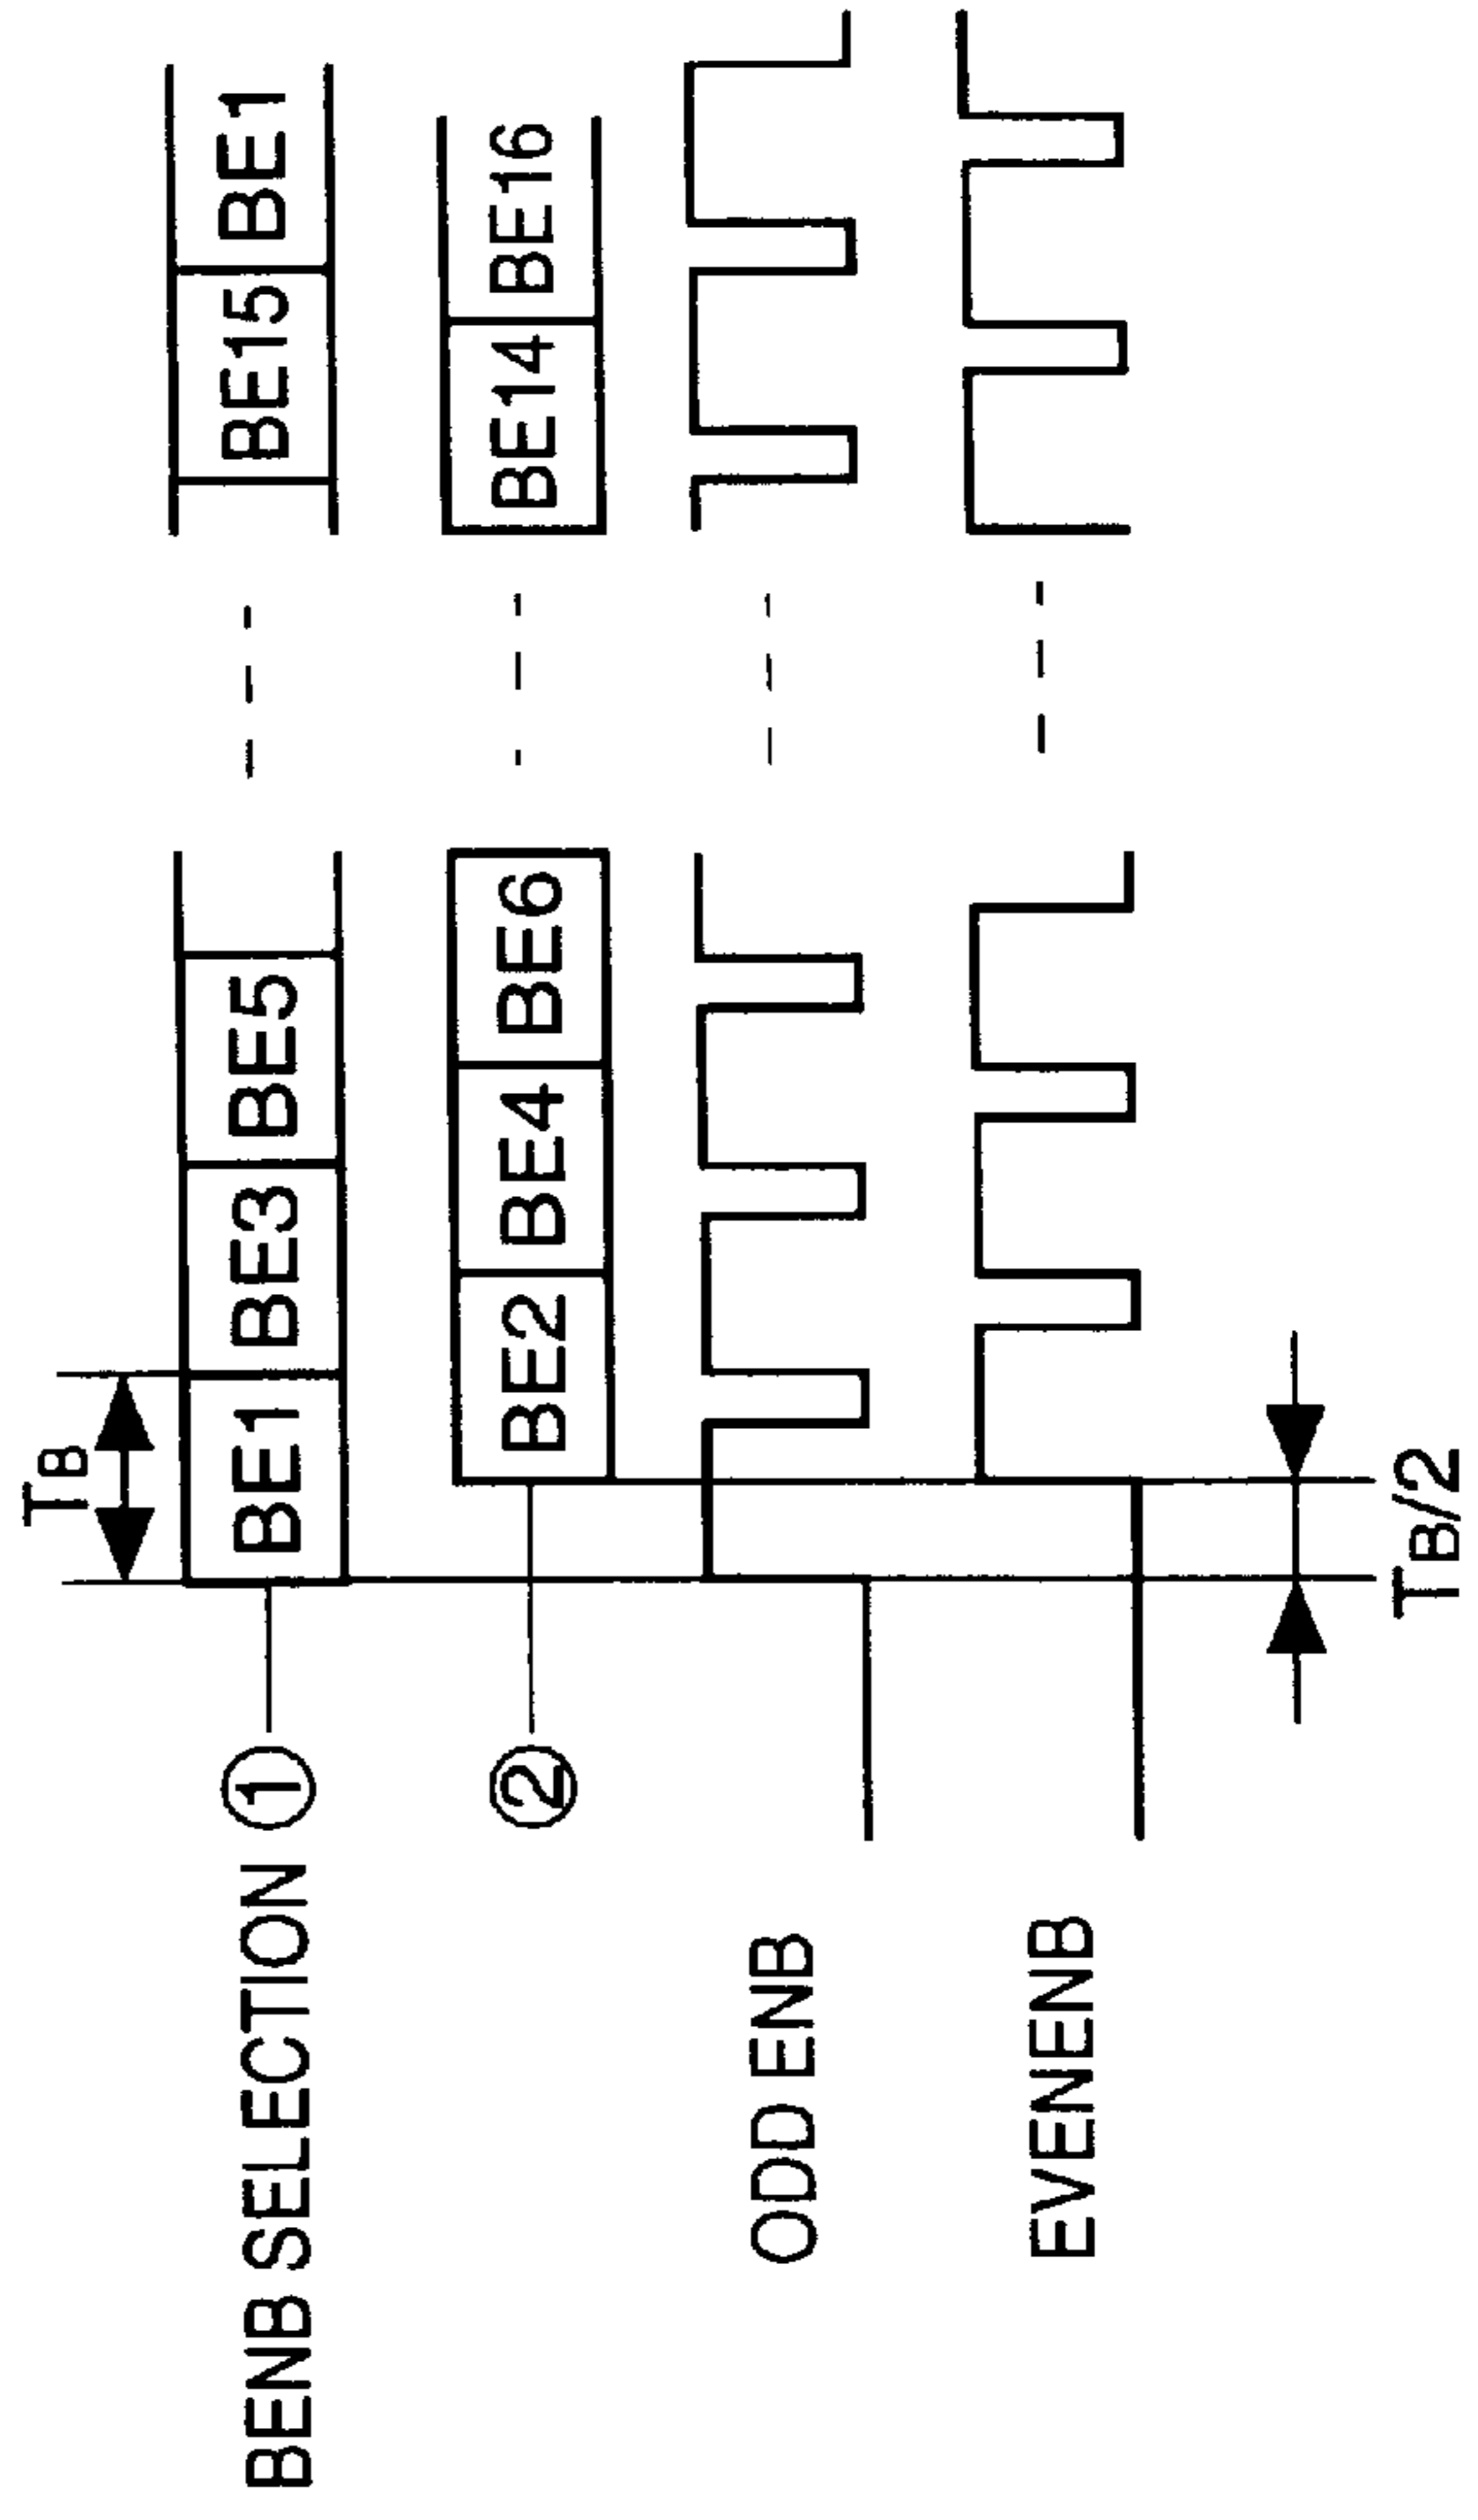 TB
BENB SELECTION ① BE1 BE3 BE5 BE15 BE1
② BE2 BE4 BE6 BE14 BE16
ODD ENB
EVENENB
TB/2